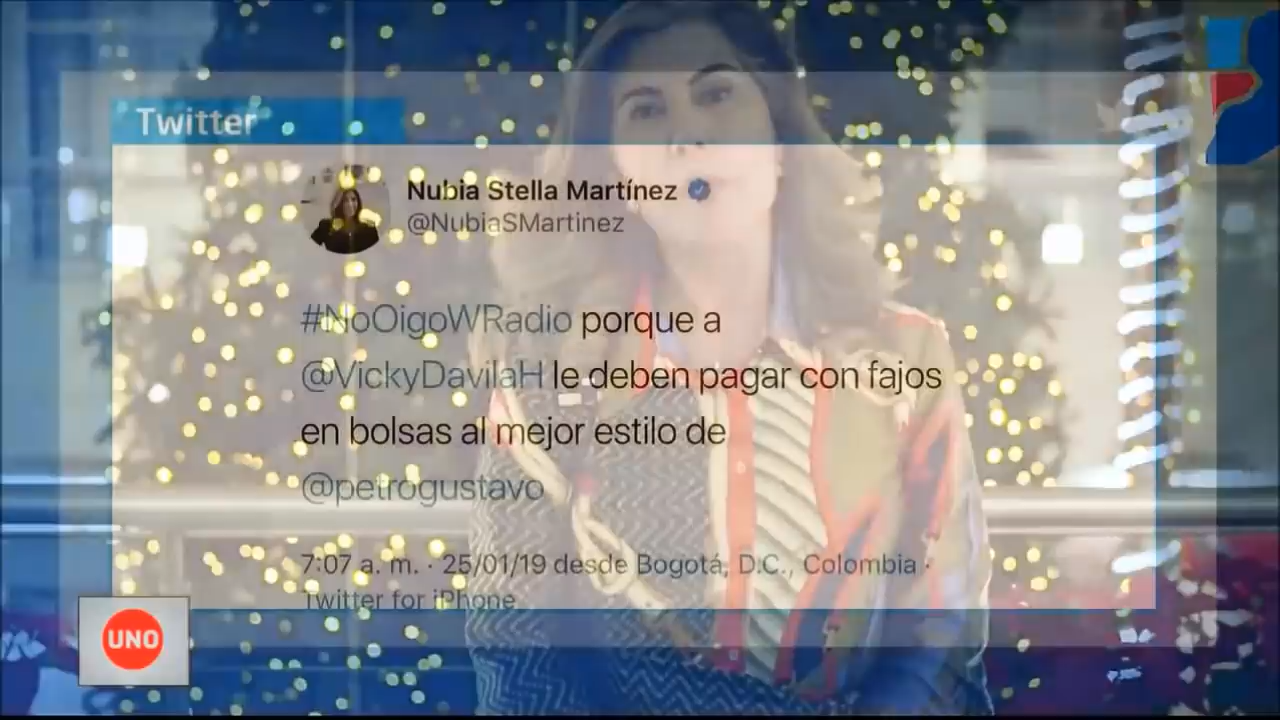 Twitter
Nubia Stella Martínez
@NubiaSMartinez
#NoOigoWRadio porque a
@VickyDavilaH le deben pagar con fajos
en bolsas al mejor estilo de
@petrogustavo
7:07 a. m. · 25/01/19 desde Bogotá, D.C., Colombia ·
Twitter for iPhone
UNO